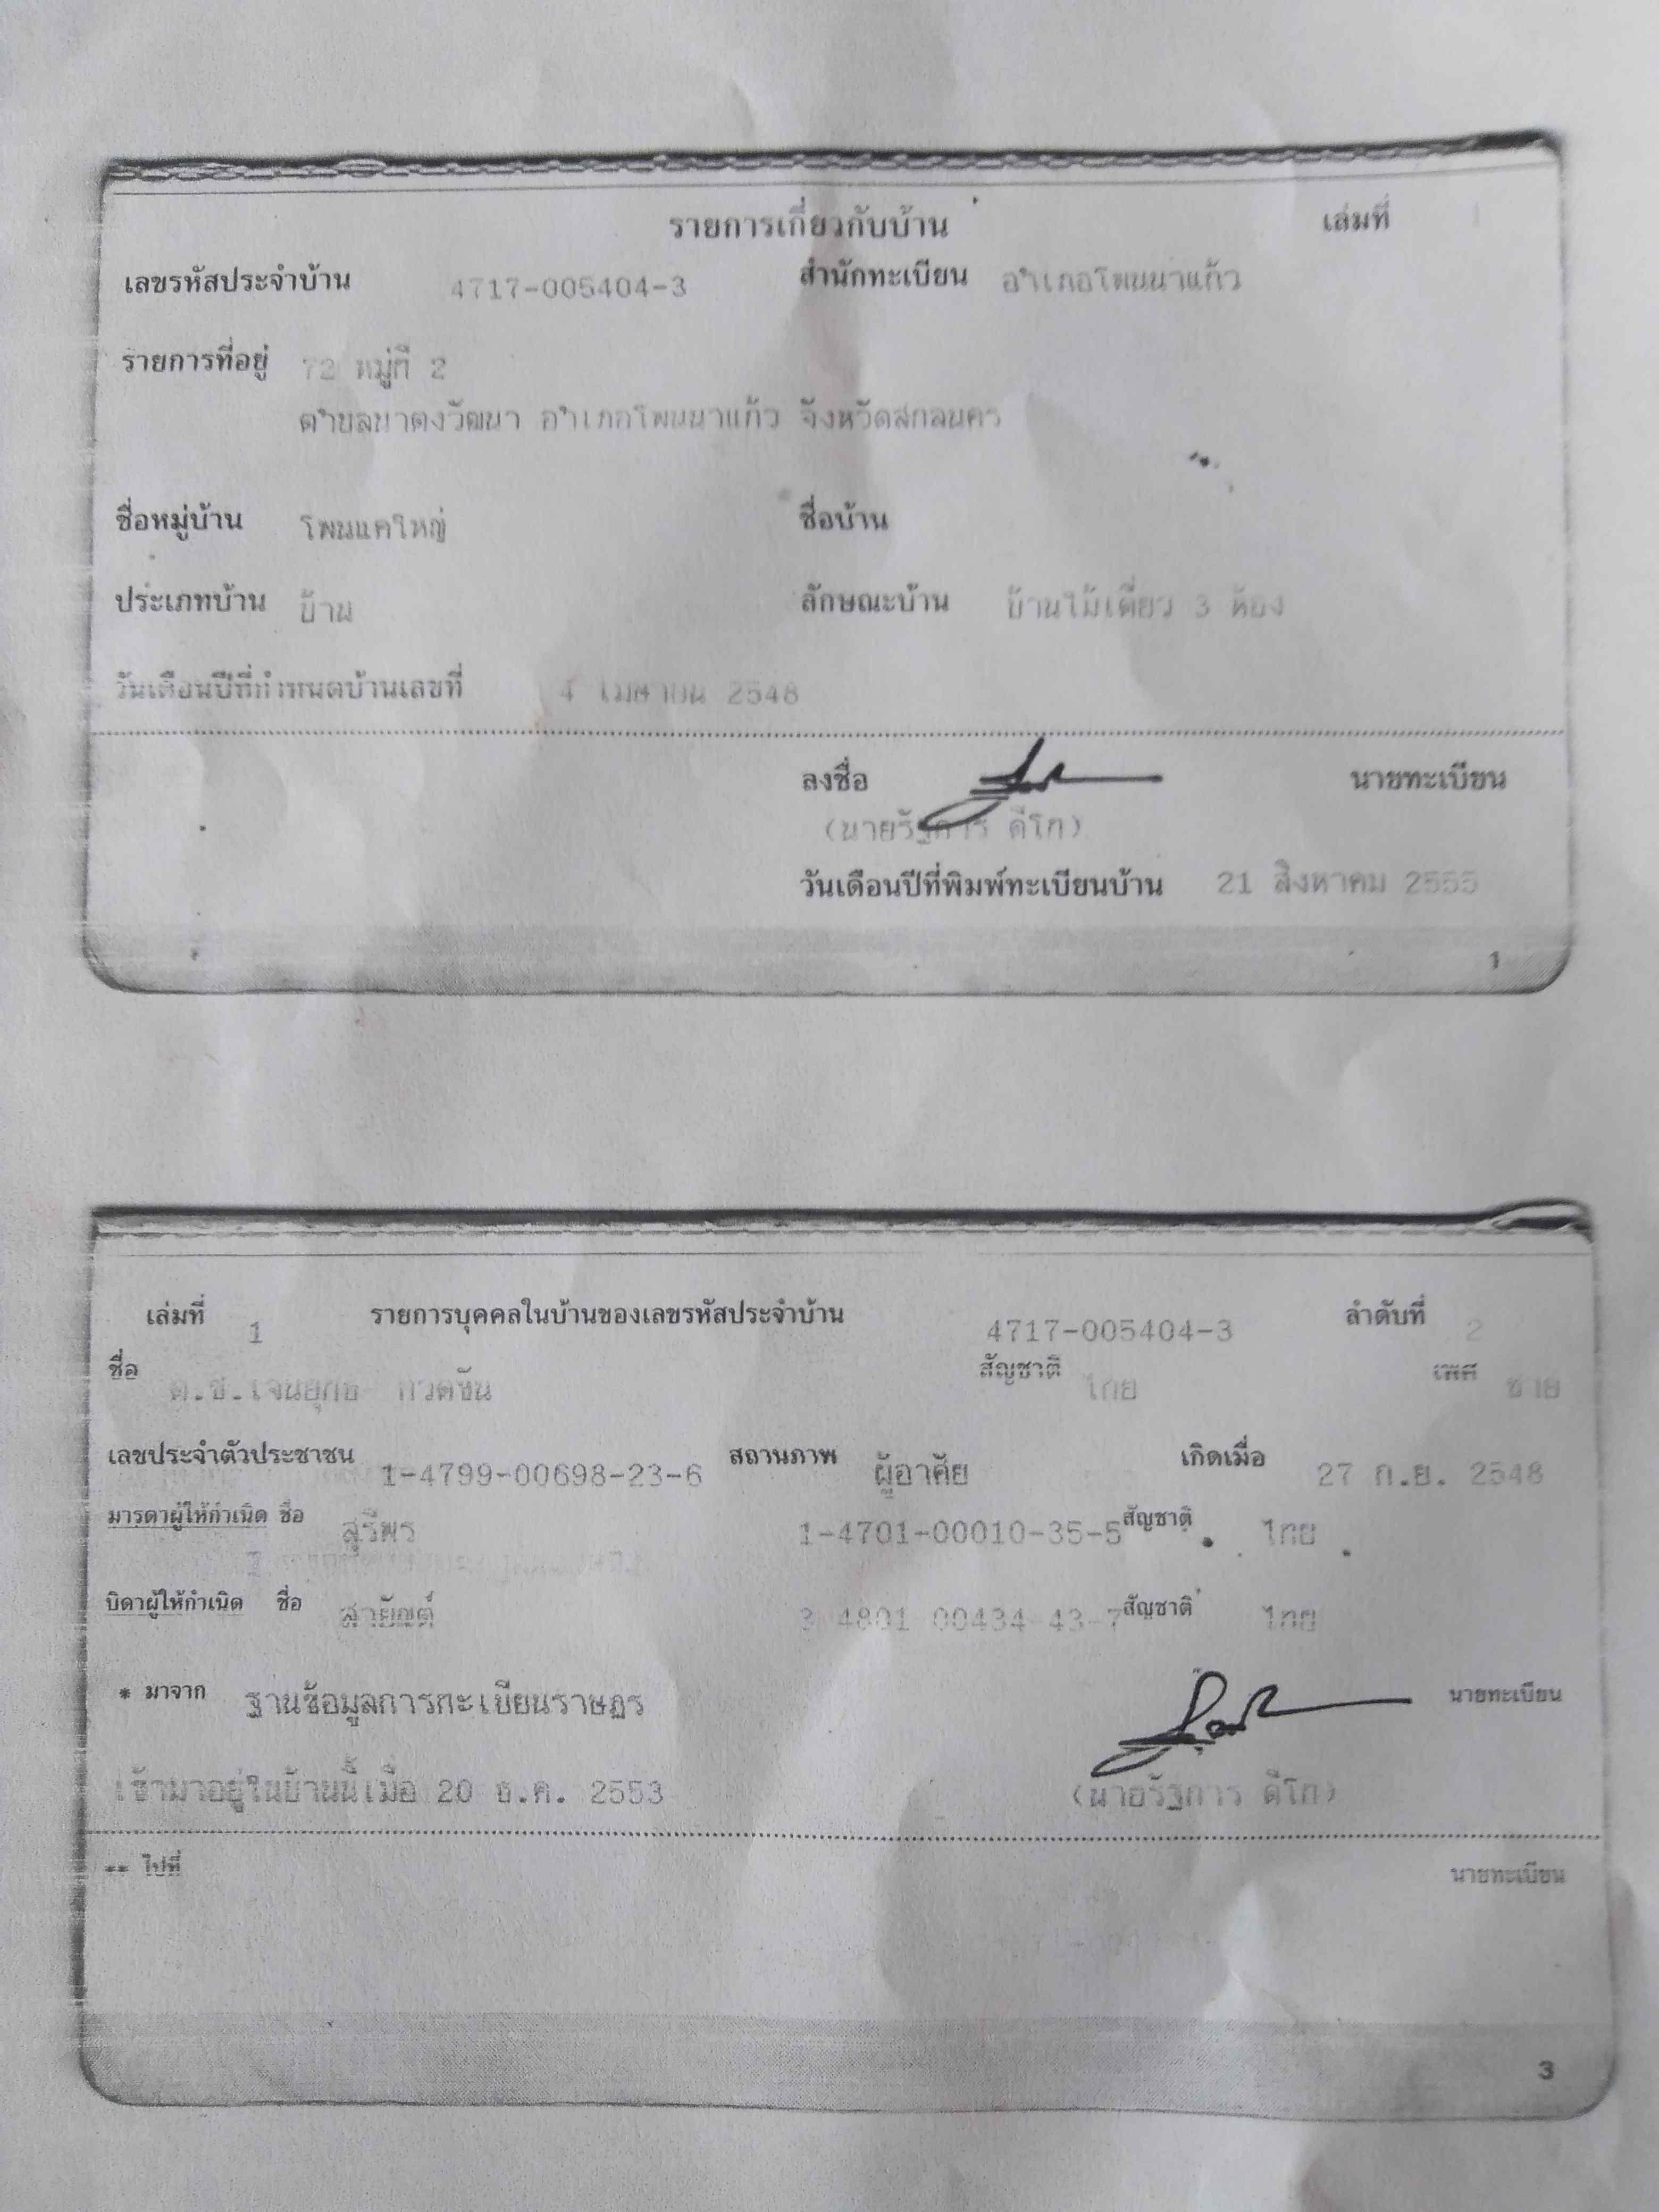 รายการเกี่ยวกับบ้าน เล่มที่
เลขรหัสประจำบ้าน 4717-005404-3 สำนักทะเบียน อำเภอโพนนาแก้ว
รายการที่อยู่ 72 หมู่ที่ 2
ตำบลนาตงวัฒนา อำเภอโพนนาแก้ว จังหวัดสกลนคร
ชื่อหมู่บ้าน โพนแคใหญ่ ชื่อบ้าน
ประเภทบ้าน บ้าน ลักษณะบ้าน บ้านไม้เดี่ยว 3 ห้อง
วันเดือนปีที่กำหนดบ้านเลขที่ 4 เมษายน 2548
ลงชื่อ นายทะเบียน
(นายรัฐการ ดีโก)
วันเดือนปีที่พิมพ์ทะเบียนบ้าน 21 สิงหาคม 2555
1
เล่มที่ 1 รายการบุคคลในบ้านของเลขรหัสประจำบ้าน 4717-005404-3 ลำดับที่ 2
ชื่อ ด.ช.เจนยุทธ กวดขัน สัญชาติ ไทย เพศ ชาย
เลขประจำตัวประชาชน 1-4799-00698-23-6 สถานภาพ ผู้อาศัย เกิดเมื่อ 27 ก.ย. 2548
มารดาผู้ให้กำเนิด ชื่อ สุรีพร 1-4701-00010-35-5 สัญชาติ ไทย
บิดาผู้ให้กำเนิด ชื่อ สายัณต์ 3-4801-00434-43-7 สัญชาติ ไทย
* มาจาก ฐานข้อมูลการทะเบียนราษฎร นายทะเบียน
เข้ามาอยู่ในบ้านนี้เมื่อ 20 ธ.ค. 2553 (นายรัฐการ ดีโก)
** ไปที่ นายทะเบียน
3